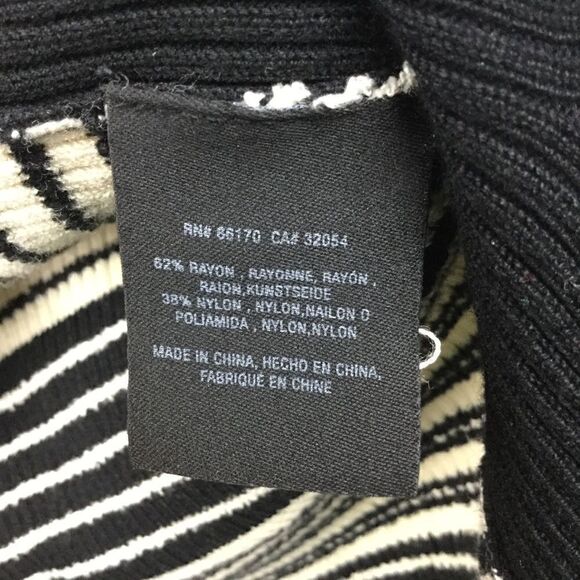 RN# 86170 CA# 32054
62% RAYON , RAYONNE, RAYÓN ,
RAION,KUNSTSEIDE
38% NYLON , NYLON,NAILON O
POLIAMIDA , NYLON,NYLON
MADE IN CHINA, HECHO EN CHINA,
FABRIQUÉ EN CHINE